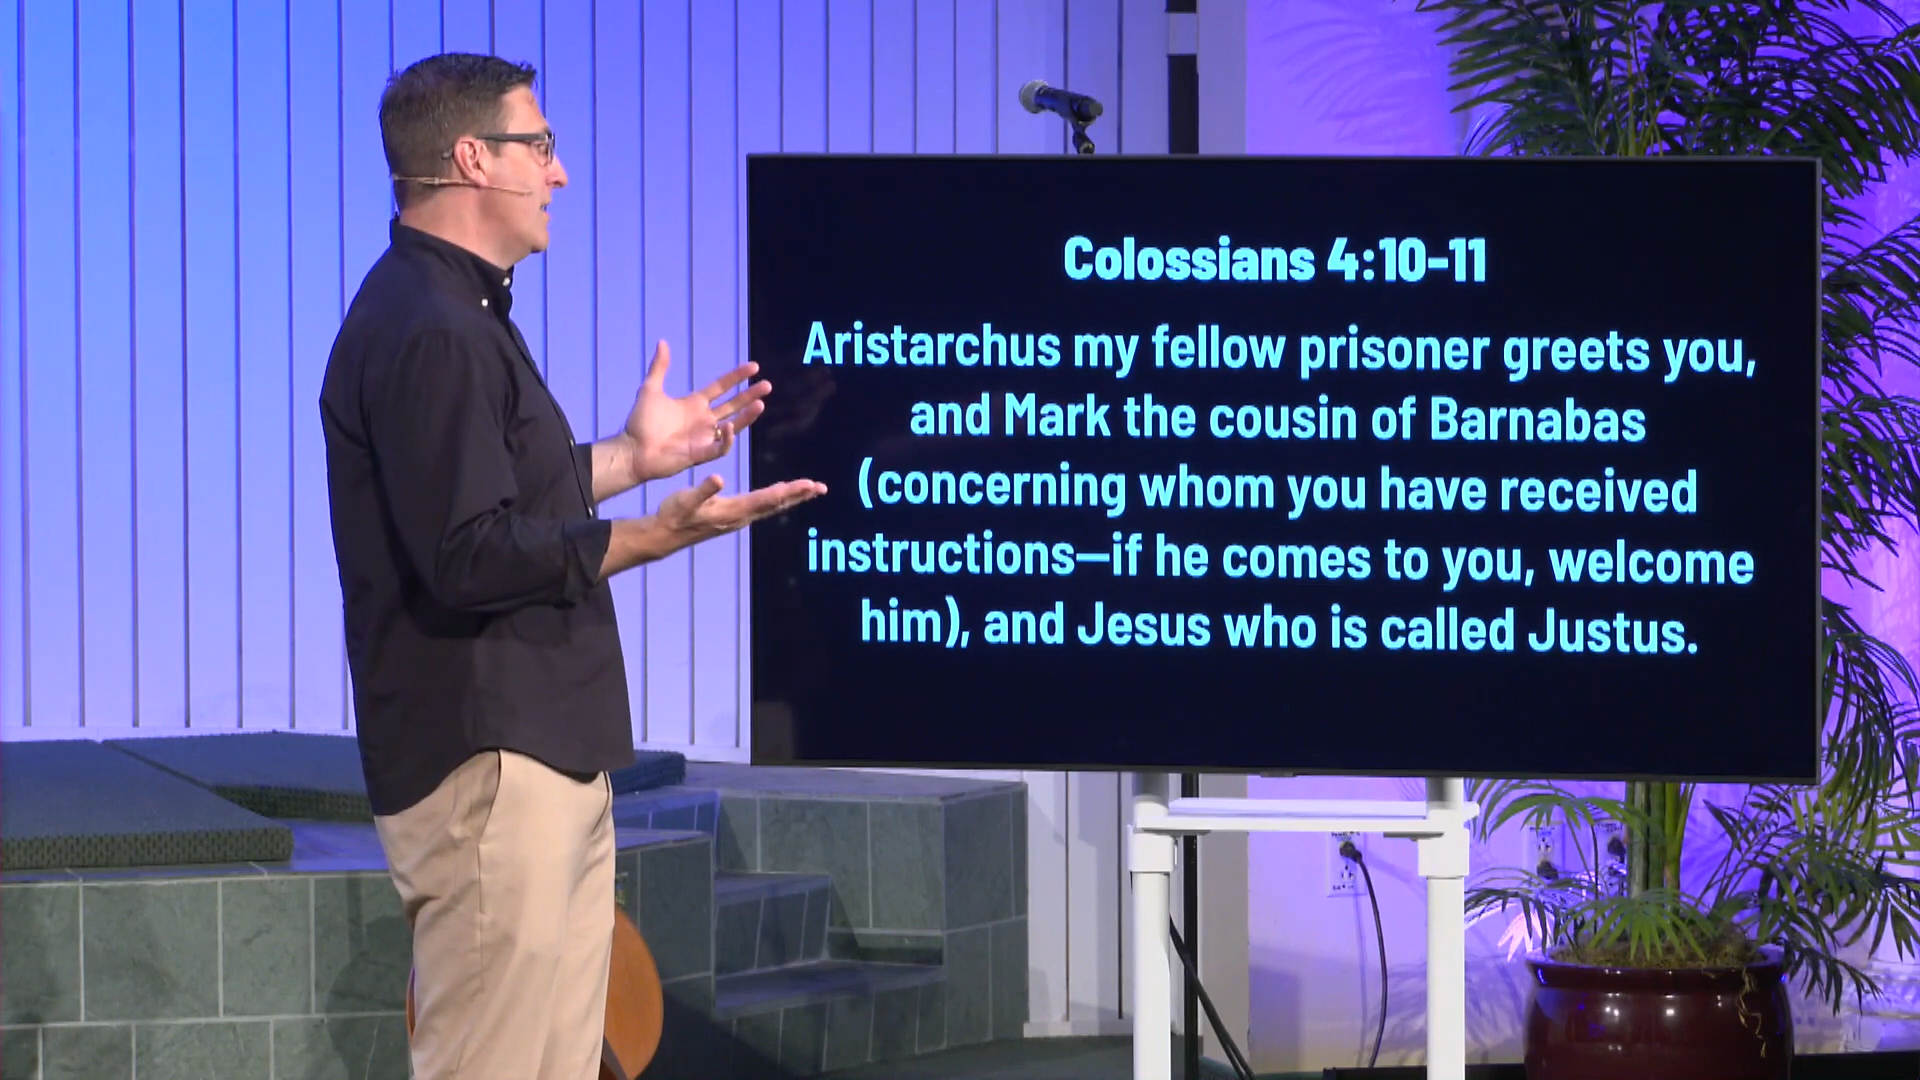 Colossians 4:10–11
Aristarchus my fellow prisoner greets you,
and Mark the cousin of Barnabas
(concerning whom you have received
instructions—if he comes to you, welcome
him), and Jesus who is called Justus.